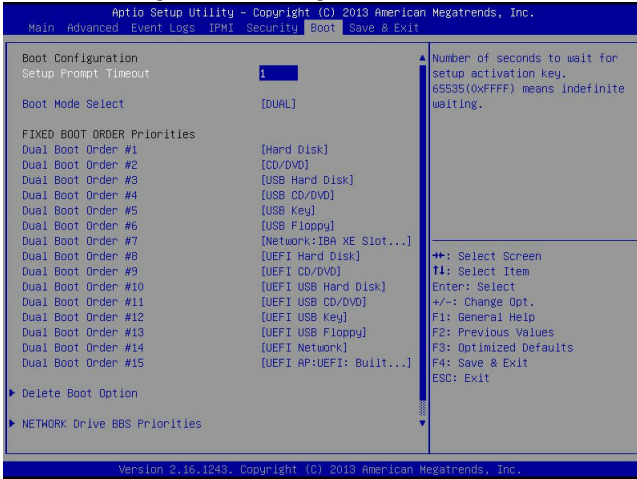 Aptio Setup Utility – Copyright (C) 2013 American Megatrends, Inc.
Main Advanced Event Logs IPMI Security Boot Save & Exit
Boot Configuration
Setup Prompt Timeout 1
Boot Mode Select [DUAL]
FIXED BOOT ORDER Priorities
Dual Boot Order #1 [Hard Disk]
Dual Boot Order #2 [CD/DVD]
Dual Boot Order #3 [USB Hard Disk]
Dual Boot Order #4 [USB CD/DVD]
Dual Boot Order #5 [USB Key]
Dual Boot Order #6 [USB Floppy]
Dual Boot Order #7 [Network:IBA XE Slot...]
Dual Boot Order #8 [UEFI Hard Disk]
Dual Boot Order #9 [UEFI CD/DVD]
Dual Boot Order #10 [UEFI USB Hard Disk]
Dual Boot Order #11 [UEFI USB CD/DVD]
Dual Boot Order #12 [UEFI USB Key]
Dual Boot Order #13 [UEFI USB Floppy]
Dual Boot Order #14 [UEFI Network]
Dual Boot Order #15 [UEFI AP:UEFI: Built...]
Delete Boot Option
NETWORK Drive BBS Priorities
Number of seconds to wait for
setup activation key.
65535(0xFFFF) means indefinite
waiting.
→←: Select Screen
↑↓: Select Item
Enter: Select
+/-: Change Opt.
F1: General Help
F2: Previous Values
F3: Optimized Defaults
F4: Save & Exit
ESC: Exit
Version 2.16.1243. Copyright (C) 2013 American Megatrends, Inc.